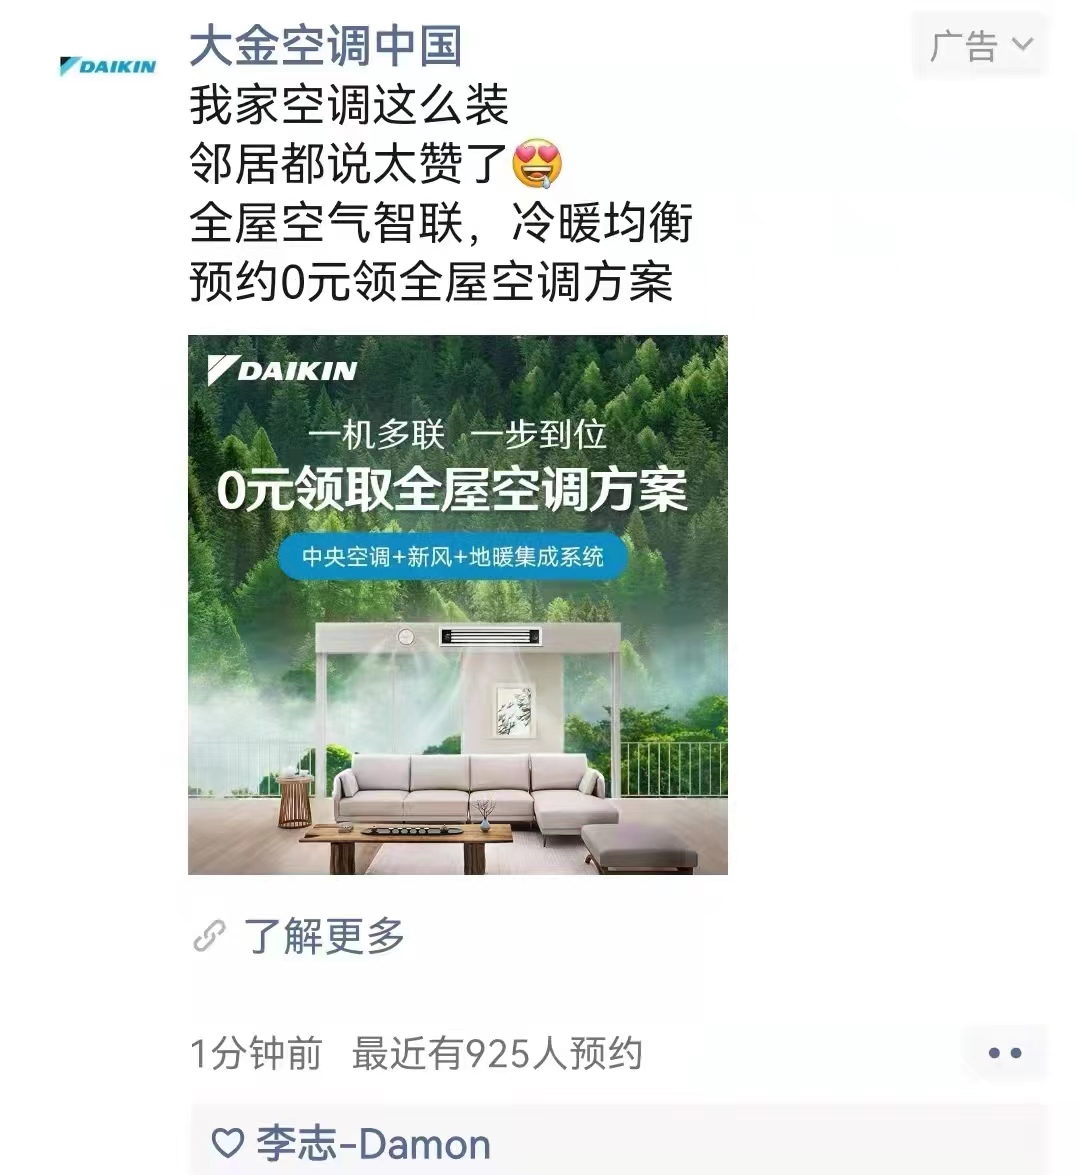 DAIKIN
大金空调中国
广告
我家空调这么装
邻居都说太赞了🤤
全屋空气智联，冷暖均衡
预约0元领全屋空调方案
DAIKIN
一机多联 一步到位
0元领取全屋空调方案
中央空调+新风+地暖集成系统
了解更多
1分钟前 最近有925人预约
李志-Damon